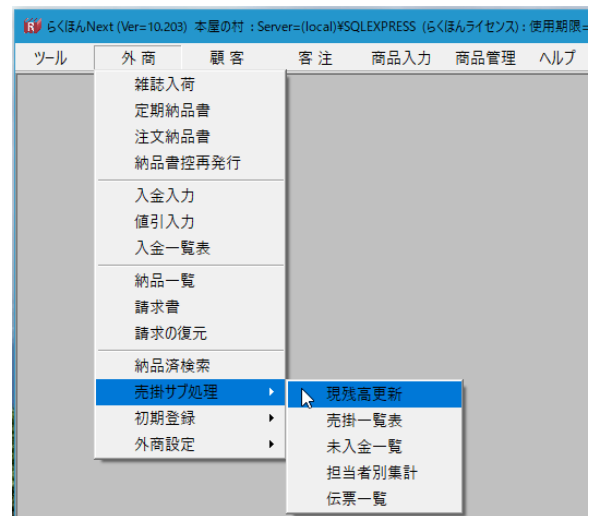 らくほんNext (Ver=10.203) 本屋の村 : Server=(local)¥SQLEXPRESS (らくほんライセンス) : 使用期限=
ツール 外 商 顧 客 客 注 商品入力 商品管理 ヘルプ
雑誌入荷
定期納品書
注文納品書
納品書控再発行
入金入力
値引入力
入金一覧表
納品一覧
請求書
請求の復元
納品済検索
売掛サブ処理
初期登録
外商設定
現残高更新
売掛一覧表
未入金一覧
担当者別集計
伝票一覧